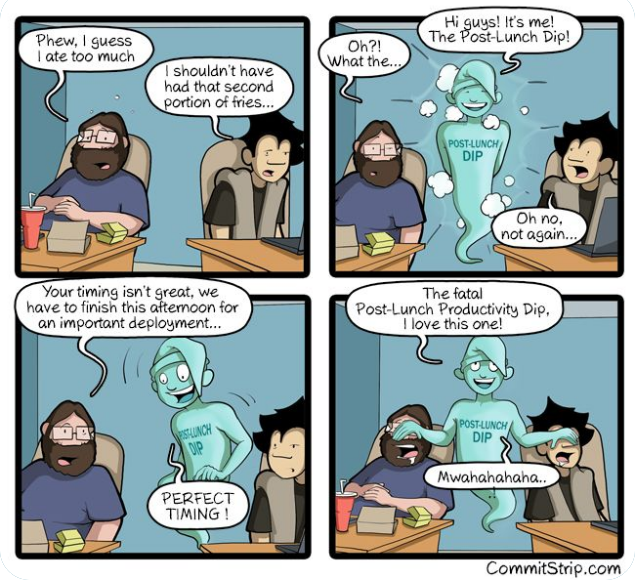 Phew, I guess
I ate too much
I shouldn't have
had that second
portion of fries...
Hi guys! It's me!
The Post-Lunch Dip!
Oh?!
What the...
POST-LUNCH
DIP
Oh no,
not again...
Your timing isn't great, we
have to finish this afternoon for
an important deployment...
POST-LUNCH
DIP
PERFECT
TIMING !
The fatal
Post-Lunch Productivity Dip,
I love this one!
POST-LUNCH
DIP
Mwahahahaha..
CommitStrip.com